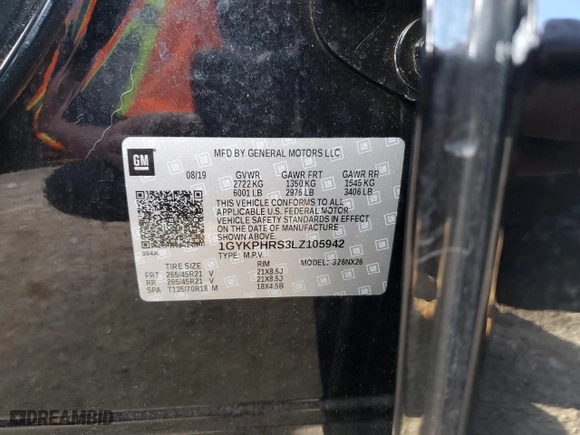 GM
MFD BY GENERAL MOTORS LLC
08/19 GVWR GAWR FRT GAWR RR
2722 KG 1350 KG 1545 KG
6001 LB 2976 LB 3406 LB
THIS VEHICLE CONFORMS TO ALL
APPLICABLE U.S. FEDERAL MOTOR
VEHICLE SAFETY STANDARDS IN EFFECT
ON THE DATE OF MANUFACTURE
SHOWN ABOVE.
1GYKPHRS3LZ105942
TYPE: M.P.V. MODEL: 326NX26
TIRE SIZE RIM
FRT 265/45R21 V 21X8.5J
RR 265/45R21 V 21X8.5J
SPA T135/70R18 M 18X4.5B
DREAMBID